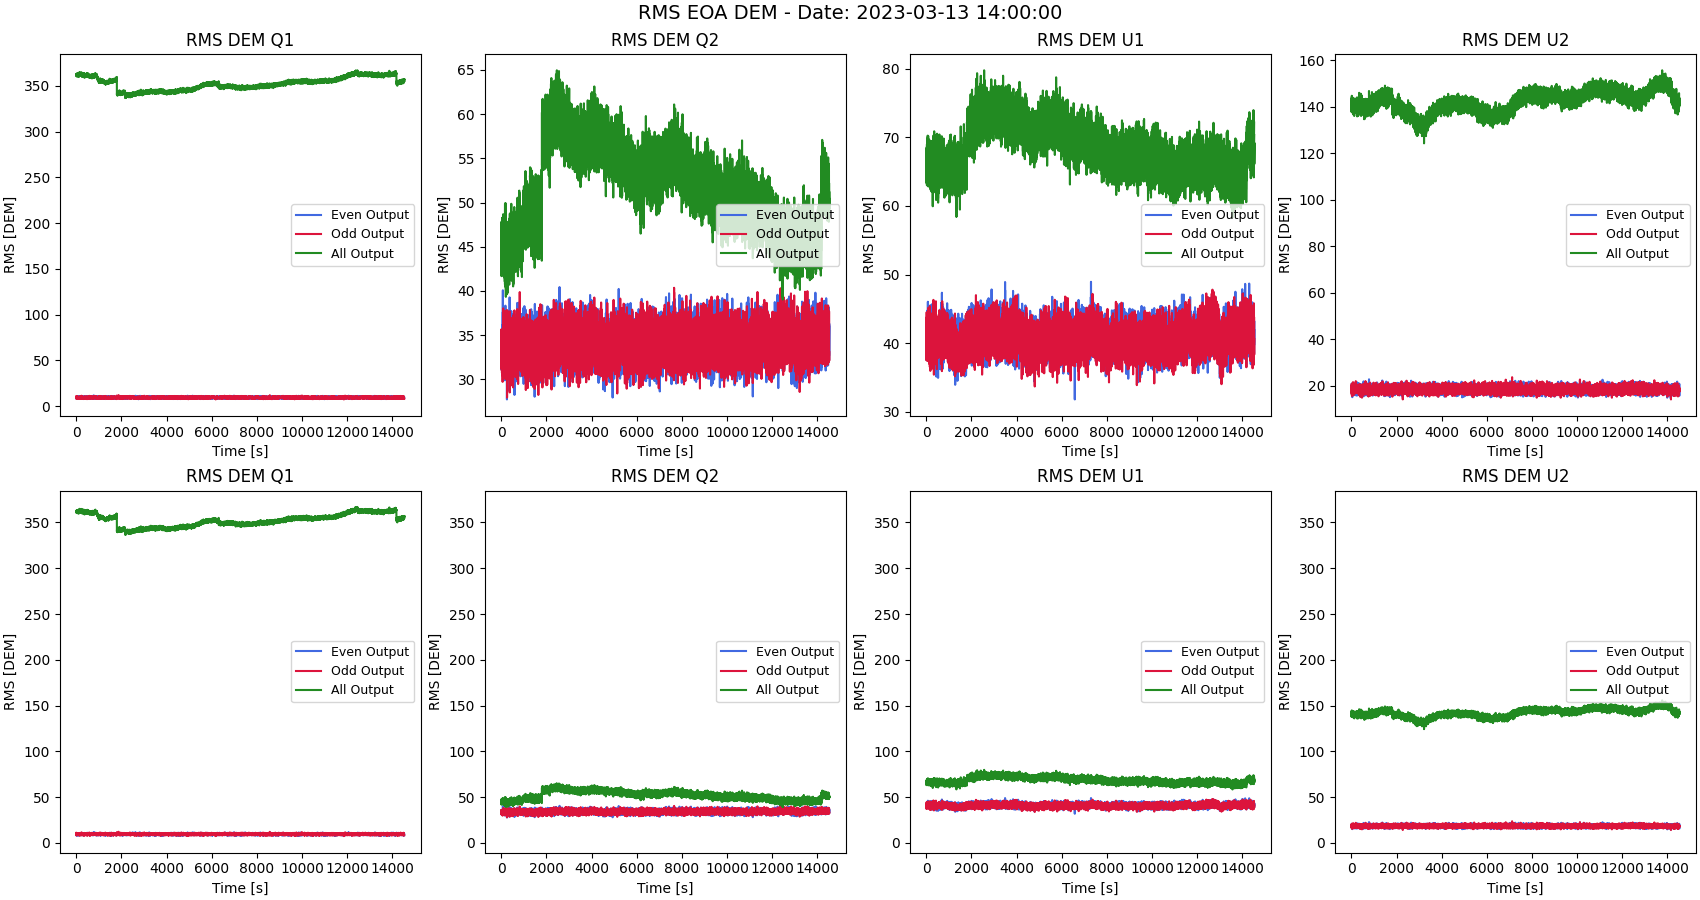 RMS EOA DEM - Date: 2023-03-13 14:00:00
RMS DEM Q1
RMS [DEM]
350
300
250
200
150
100
50
0
0 2000 4000 6000 8000 10000 12000 14000
Time [s]
Even Output
Odd Output
All Output
RMS DEM Q2
RMS [DEM]
65
60
55
50
45
40
35
30
0 2000 4000 6000 8000 10000 12000 14000
Time [s]
Even Output
Odd Output
All Output
RMS DEM U1
RMS [DEM]
80
70
60
50
40
30
0 2000 4000 6000 8000 10000 12000 14000
Time [s]
Even Output
Odd Output
All Output
RMS DEM U2
RMS [DEM]
160
140
120
100
80
60
40
20
0 2000 4000 6000 8000 10000 12000 14000
Time [s]
Even Output
Odd Output
All Output
RMS DEM Q1
RMS [DEM]
350
300
250
200
150
100
50
0
0 2000 4000 6000 8000 10000 12000 14000
Time [s]
Even Output
Odd Output
All Output
RMS DEM Q2
RMS [DEM]
350
300
250
200
150
100
50
0
0 2000 4000 6000 8000 10000 12000 14000
Time [s]
Even Output
Odd Output
All Output
RMS DEM U1
RMS [DEM]
350
300
250
200
150
100
50
0
0 2000 4000 6000 8000 10000 12000 14000
Time [s]
Even Output
Odd Output
All Output
RMS DEM U2
RMS [DEM]
350
300
250
200
150
100
50
0
0 2000 4000 6000 8000 10000 12000 14000
Time [s]
Even Output
Odd Output
All Output